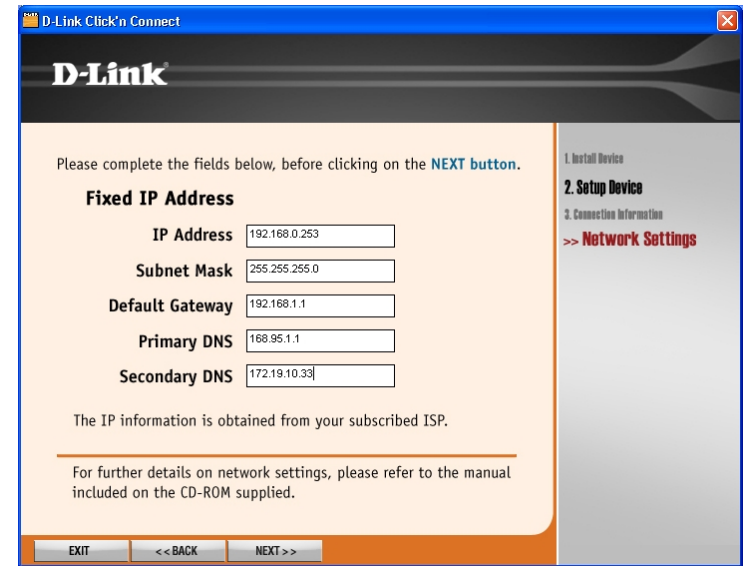 D-Link Click'n Connect
D-Link
Please complete the fields below, before clicking on the NEXT button.
Fixed IP Address
IP Address 192.168.0.253
Subnet Mask 255.255.255.0
Default Gateway 192.168.1.1
Primary DNS 168.95.1.1
Secondary DNS 172.19.10.33
The IP information is obtained from your subscribed ISP.
For further details on network settings, please refer to the manual
included on the CD-ROM supplied.
1. Install Device
2. Setup Device
3. Connection Information
>> Network Settings
EXIT
<< BACK
NEXT >>